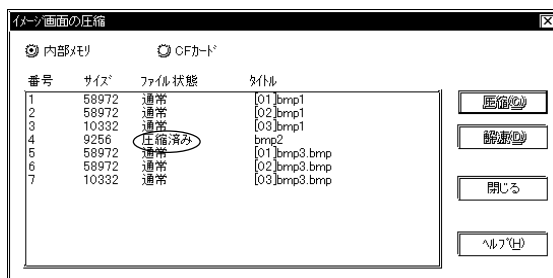 イメージ画面の圧縮
内部メモリ CFカード
番号 サイズ ファイル状態 タイトル
1 58972 通常 [01]bmp1
2 58972 通常 [02]bmp1
3 10332 通常 [03]bmp1
4 9256 圧縮済み bmp2
5 58972 通常 [01]bmp3.bmp
6 58972 通常 [02]bmp3.bmp
7 10332 通常 [03]bmp3.bmp
圧縮(C)
解凍(D)
閉じる
ヘルプ(H)